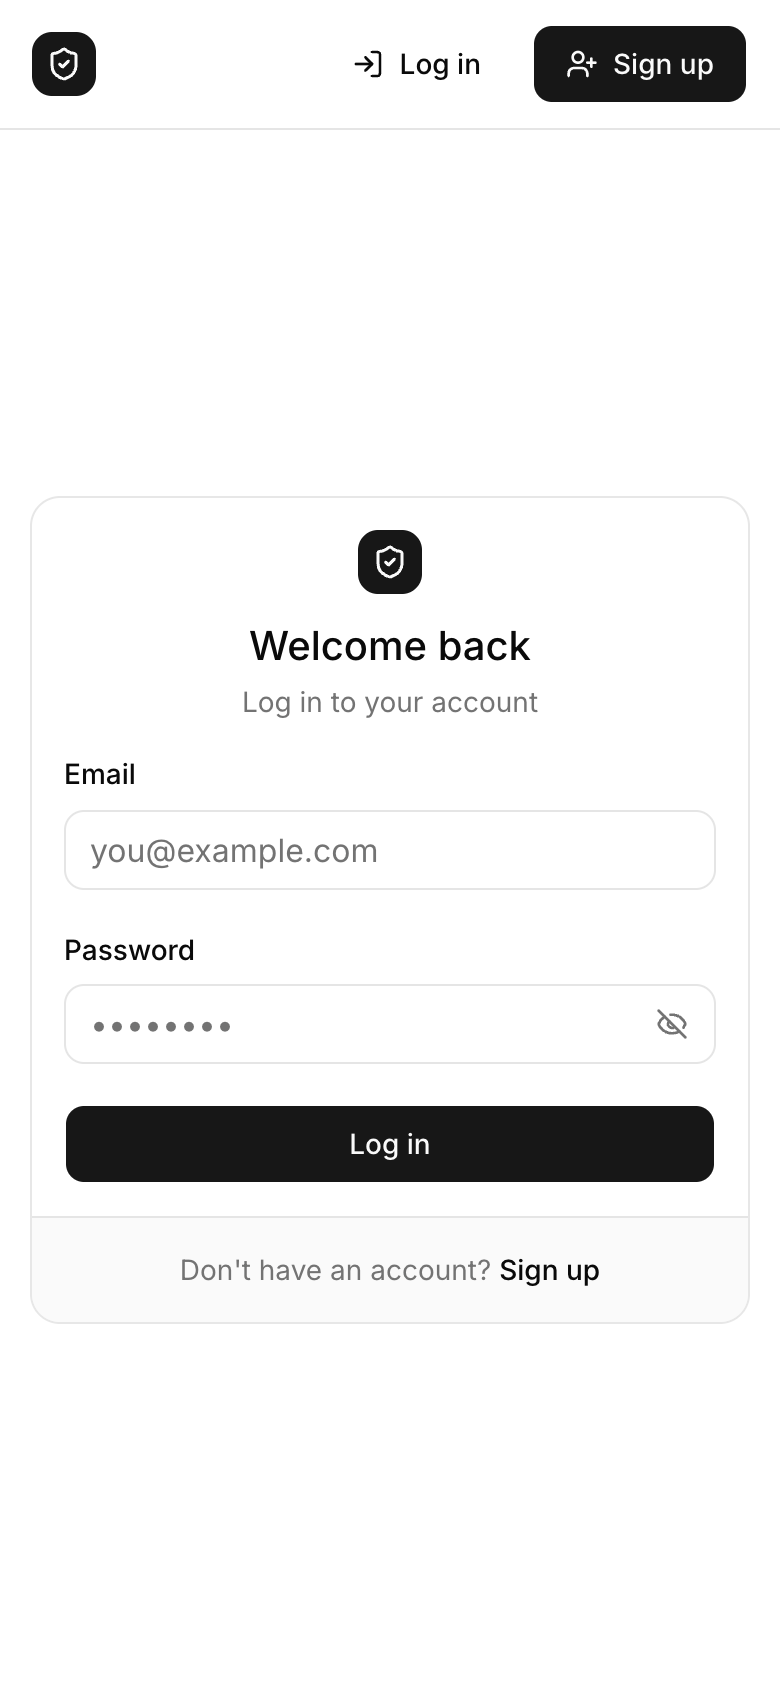 Log in
Sign up
Welcome back
Log in to your account
Email
you@example.com
Password
••••••••
Log in
Don't have an account? Sign up